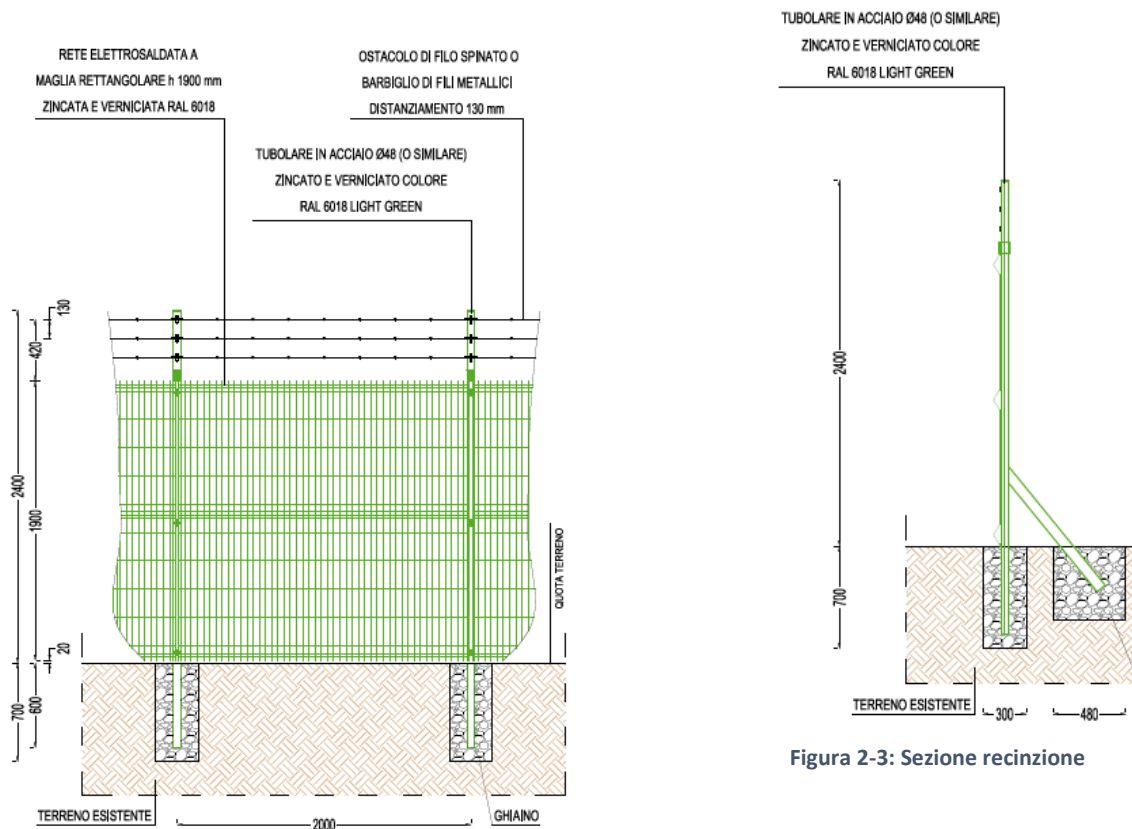 RETE ELETTROSALDATA A
MAGLIA RETTANGOLARE h 1900 mm
ZINCATA E VERNICIATA RAL 6018
OSTACOLO DI FILO SPINATO O
BARBIGLIO DI FILI METALLICI
DISTANZIAMENTO 130 mm
TUBOLARE IN ACCIAIO Ø48 (O SIMILARE)
ZINCATO E VERNICIATO COLORE
RAL 6018 LIGHT GREEN
130
420
2400
1900
20
700
600
QUOTA TERRENO
TERRENO ESISTENTE
2000
GHIAINO
TUBOLARE IN ACCIAIO Ø48 (O SIMILARE)
ZINCATO E VERNICIATO COLORE
RAL 6018 LIGHT GREEN
2400
700
TERRENO ESISTENTE
300
480
Figura 2-3: Sezione recinzione